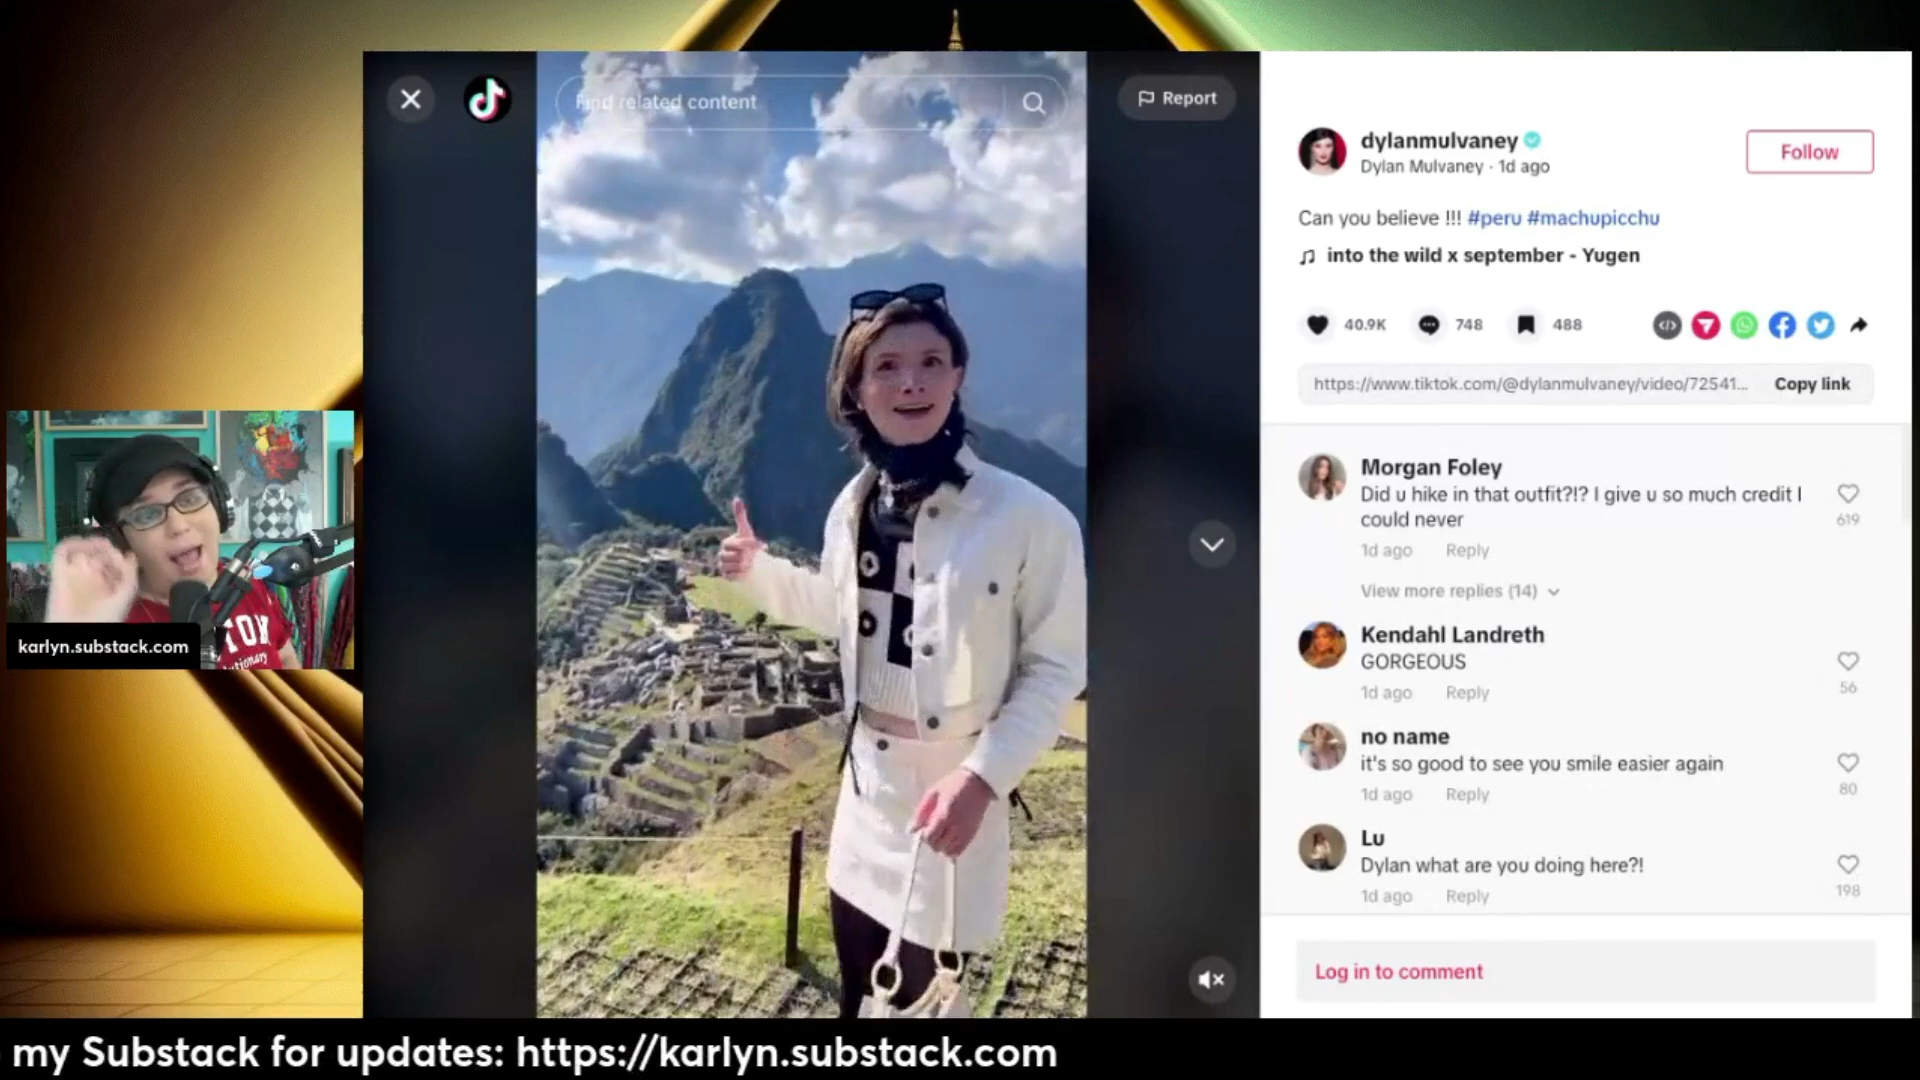 Find related content
Report
dylanmulvaney
Dylan Mulvaney · 1d ago
Follow
Can you believe !!! #peru #machupicchu
into the wild x september - Yugen
40.9K
748
488
https://www.tiktok.com/@dylanmulvaney/video/72541...
Copy link
Morgan Foley
Did u hike in that outfit?!? I give u so much credit I
could never
619
1d ago Reply
View more replies (14)
Kendahl Landreth
GORGEOUS
56
1d ago Reply
no name
it's so good to see you smile easier again
80
1d ago Reply
Lu
Dylan what are you doing here?!
198
1d ago Reply
Log in to comment
karlyn.substack.com
my Substack for updates: https://karlyn.substack.com